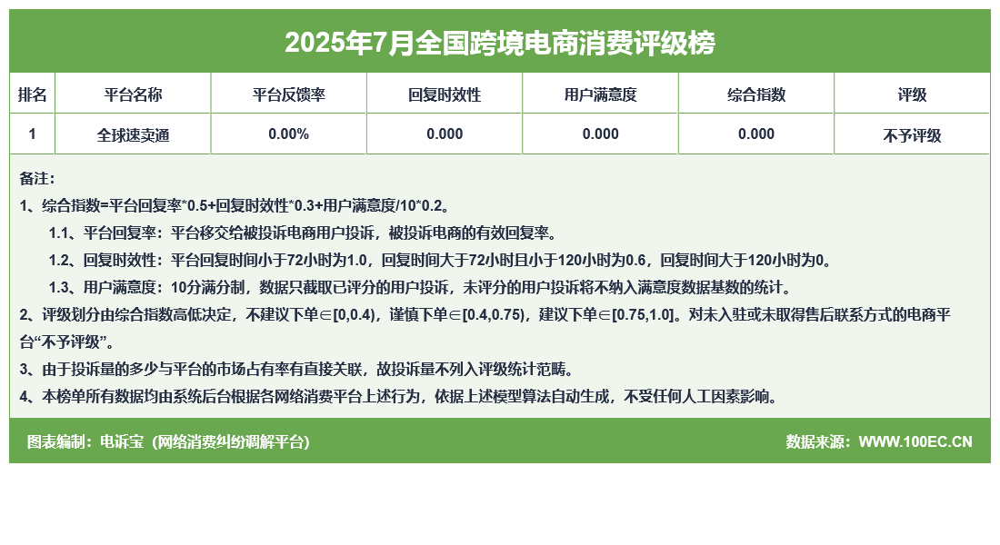 2025年7月全国跨境电商消费评级榜
排名 平台名称 平台反馈率 回复时效性 用户满意度 综合指数 评级
1 全球速卖通 0.00% 0.000 0.000 0.000 不予评级
备注：
1、综合指数=平台回复率*0.5+回复时效性*0.3+用户满意度/10*0.2。
1.1、平台回复率：平台移交给被投诉电商用户投诉，被投诉电商的有效回复率。
1.2、回复时效性：平台回复时间小于72小时为1.0，回复时间大于72小时且小于120小时为0.6，回复时间大于120小时为0。
1.3、用户满意度：10分满分制，数据只截取已评分的用户投诉，未评分的用户投诉将不纳入满意度数据基数的统计。
2、评级划分由综合指数高低决定，不建议下单∈[0,0.4)，谨慎下单∈[0.4,0.75)，建议下单∈[0.75,1.0]。对未入驻或未取得售后联系方式的电商平
台“不予评级”。
3、由于投诉量的多少与平台的市场占有率有直接关联，故投诉量不列入评级统计范畴。
4、本榜单所有数据均由系统后台根据各网络消费平台上述行为，依据上述模型算法自动生成，不受任何人工因素影响。
图表编制：电诉宝（网络消费纠纷调解平台） 数据来源：WWW.100EC.CN